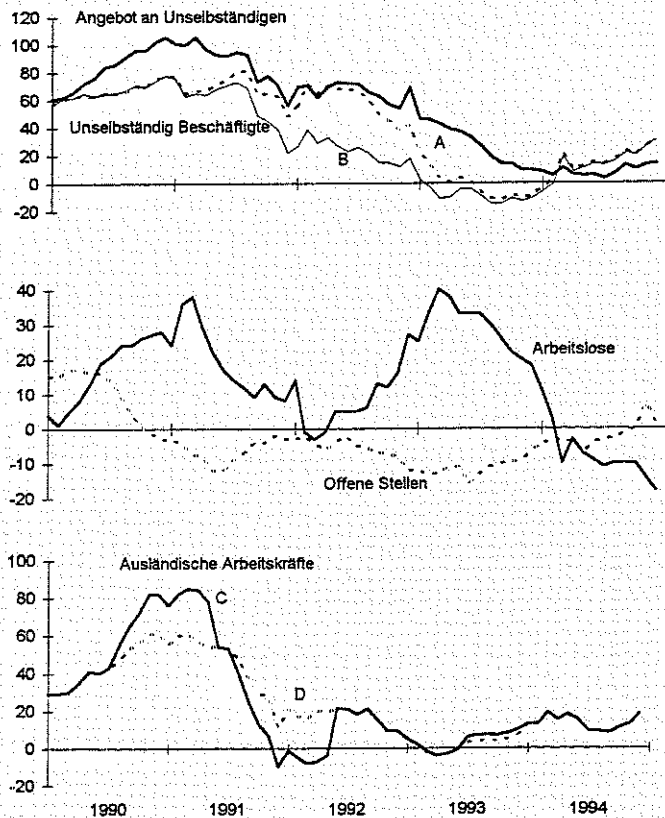 Angebot an Unselbständigen
120
100
80
60
40
20
0
-20
Unselbständig Beschäftigte
A
B
40
30
20
10
0
-10
-20
Arbeitslose
Offene Stellen
100
80
60
40
20
0
-20
Ausländische Arbeitskräfte
C
D
1990 1991 1992 1993 1994